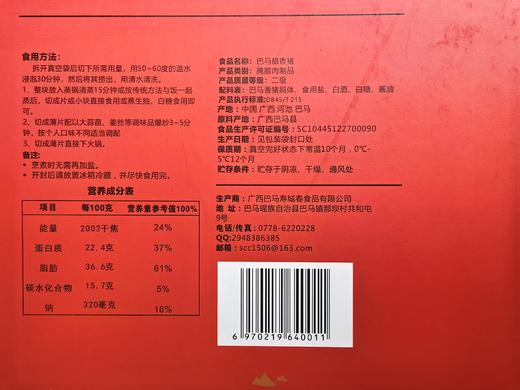 食用方法：
拆开真空袋后切下所需用量，用50~60度的温水
浸泡30分钟，然后将其捞出，用清水清洗。
1、整块放入蒸锅清蒸15分钟或按传统方法与饭一起
蒸后，切成片或小块直接食用或蕉生抽、白糖食用即
可。
2、切成薄片配以大蒜菌、姜丝等调味品爆炒3~5分
钟，按个人口味不同适当调配
3、切成薄片直接下火锅。
备注：
* 烹煮时无需再加盐。
* 开封后请放置冰箱冷藏，并尽快食用完。
营养成分表
项目 每100克 营养素参考值100%
能量 2002千焦 24%
蛋白质 22.4克 37%
脂肪 36.6克 61%
碳水化合物 15.7克 5%
钠 320毫克 16%
食品名称：巴马腊香猪
产品类别：腌腊肉制品
产品质量等级：二级
配料表：巴马香猪胴体、食用盐、白酒、白糖、酱油
产品执行标准:DB45/T 215
产地：中国 广西 河池 巴马
原料产地：广西巴马县
食品生产许可证编号：SC10445122700090
生产日期：见包装袋封口处
保质期：真空完好状态下常温10个月，0℃-
5℃12个月
贮存条件：贮存于阴凉、干燥、通风处
生产商：广西巴马寿城春食品有限公司
地 址：巴马瑶族自治县巴马镇那坝村共和屯
9号
电话/传真：0778-6220228
QQ:2948386385
邮箱：scc1506@163.com
6 970219 640011